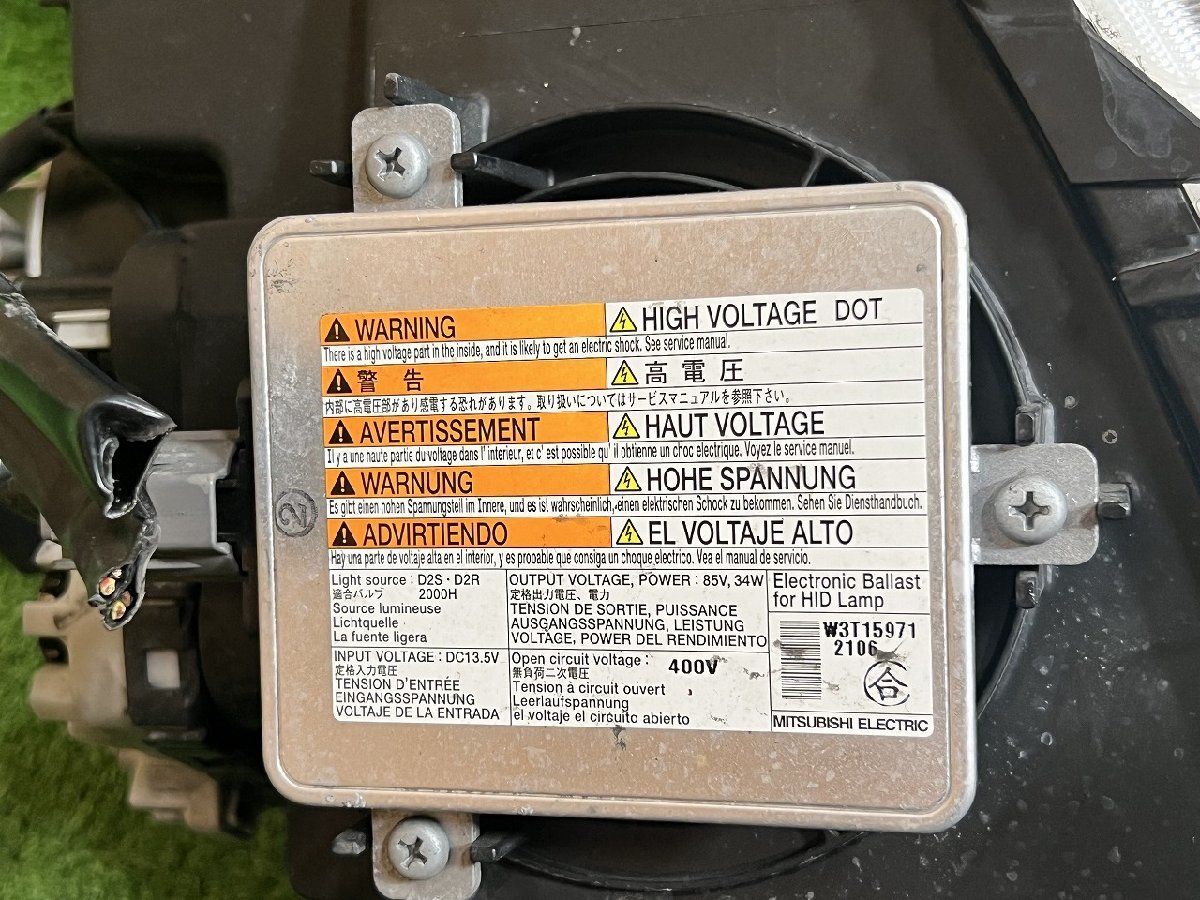 WARNING HIGH VOLTAGE DOT
There is a high voltage part in the inside, and it is likely to get an electric shock. See service manual.
警 告 高 電 圧
内部に高電圧部があり感電する恐れがあります。取り扱いについてはサービスマニュアルを参照下さい。
AVERTISSEMENT HAUT VOLTAGE
Il y a une haute partie du voltage dans l' interieur, et c' est possible qu' il obtienne un choc electrique. Voyez le service manuel.
WARNUNG HOHE SPANNUNG
Es gibt einen hohen Spannungsteil im Innere, und es ist wahrscheinlich, einen elektrischen Schock zu bekommen. Sehen Sie Diensthandbuch.
ADVIRTIENDO EL VOLTAJE ALTO
Hay una parte de voltaje alta en el interior, y es probable que consiga un choque electrico. Vea el manual de servicio.
②
Light source : D2S・D2R
適合バルブ 2000H
Source lumineuse
Lichtquelle
La fuente ligera
OUTPUT VOLTAGE, POWER : 85V, 34W
定格出力電圧、電力
TENSION DE SORTIE, PUISSANCE
AUSGANGSSPANNUNG, LEISTUNG
VOLTAGE, POWER DEL RENDIMIENTO
Electronic Ballast
for HID Lamp
INPUT VOLTAGE : DC13.5V
定格入力電圧
TENSION D'ENTRÉE
EINGANGSSPANNUNG
VOLTAJE DE LA ENTRADA
Open circuit voltage : 400V
無負荷二次電圧
Tension à circuit ouvert
Leerlaufspannung
el voltaje el circuito abierto
W3T15971
2106
合
MITSUBISHI ELECTRIC